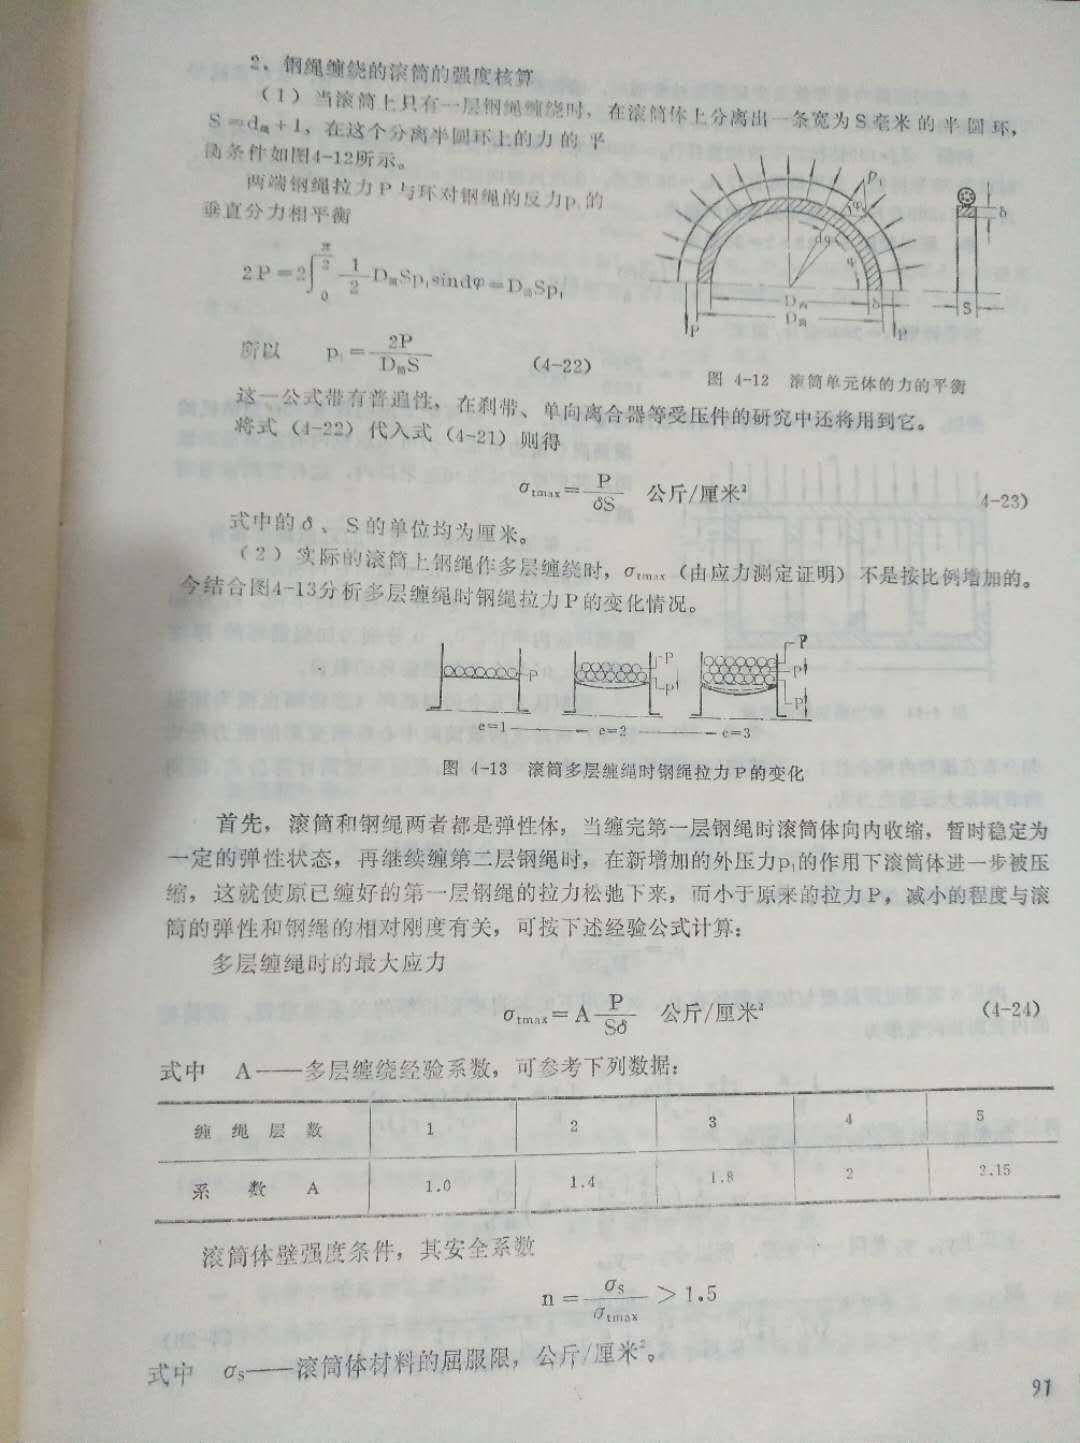 2、钢绳缠绕的滚筒的强度核算
（1）当滚筒上只有一层钢绳缠绕时，在滚筒体上分离出一条宽为S毫米的半圆环，
S=d绳+1，在这个分离半圆环上的力的平
衡条件如图4-12所示。
两端钢绳拉力P与环对钢绳的反力p₁的
垂直分力相平衡
2P=2∫₀^(π/2) 1/2 D筒Sp₁sindφ=D筒Sp₁
所以 p₁=2P/D筒S (4-22)
P₁
φ
dφ
φ
D内
δ
D筒
P
P
δ
S
图 4-12 滚筒单元体的力的平衡
这一公式带有普遍性，在刹带、单向离合器等受压件的研究中还将用到它。
将式（4-22）代入式（4-21）则得
σtmax=P/δS 公斤/厘米² 4-23)
式中的δ、S的单位均为厘米。
（2）实际的滚筒上钢绳作多层缠绕时，σtmax（由应力测定证明）不是按比例增加的。
今结合图4-13分析多层缠绳时钢绳拉力P的变化情况。
P
P
P
P
P
P
e=1
e=2
e=3
图 4-13 滚筒多层缠绳时钢绳拉力P的变化
首先，滚筒和钢绳两者都是弹性体，当缠完第一层钢绳时滚筒体向内收缩，暂时稳定为
一定的弹性状态，再继续缠第二层钢绳时，在新增加的外压力p₁的作用下滚筒体进一步被压
缩，这就使原已缠好的第一层钢绳的拉力松弛下来，而小于原来的拉力P，减小的程度与滚
筒的弹性和钢绳的相对刚度有关，可按下述经验公式计算：
多层缠绳时的最大应力
σtmax=A P/Sδ 公斤/厘米² (4-24)
式中 A——多层缠绕经验系数，可参考下列数据：
缠绳层数 1 2 3 4 5
系数A 1.0 1.4 1.8 2 2.15
滚筒体壁强度条件，其安全系数
n=σs/σtmax>1.5
式中 σs——滚筒体材料的屈服限，公斤/厘米²。
91